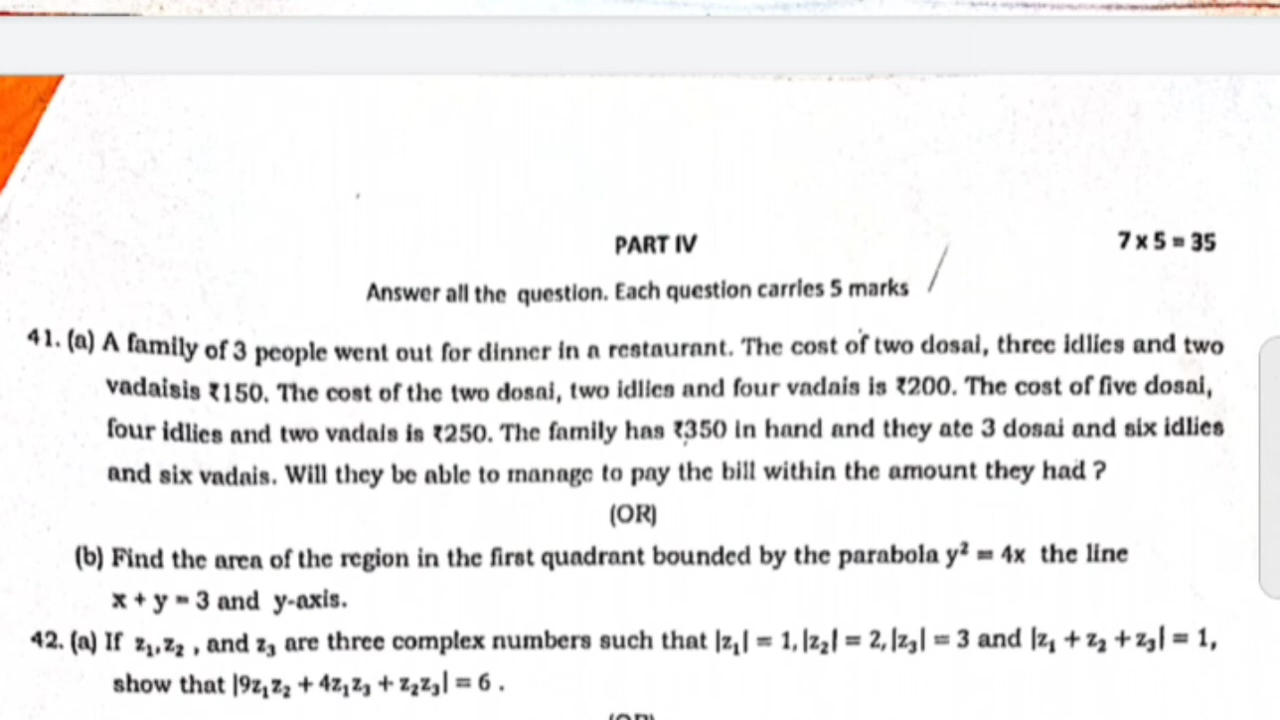 PART IV
7 x 5 = 35
Answer all the question. Each question carries 5 marks
41. (a) A family of 3 people went out for dinner in a restaurant. The cost of two dosai, three idlies and two
vadaisis ₹150. The cost of the two dosai, two idlies and four vadais is ₹200. The cost of five dosai,
four idlies and two vadais is ₹250. The family has ₹350 in hand and they ate 3 dosai and six idlies
and six vadais. Will they be able to manage to pay the bill within the amount they had ?
(OR)
(b) Find the area of the region in the first quadrant bounded by the parabola y² = 4x the line
x + y = 3 and y-axis.
42. (a) If z₁,z₂ , and z₃ are three complex numbers such that |z₁| = 1, |z₂| = 2, |z₃| = 3 and |z₁ + z₂ + z₃| = 1,
show that |9z₁z₂ + 4z₁z₃ + z₂z₃| = 6 .